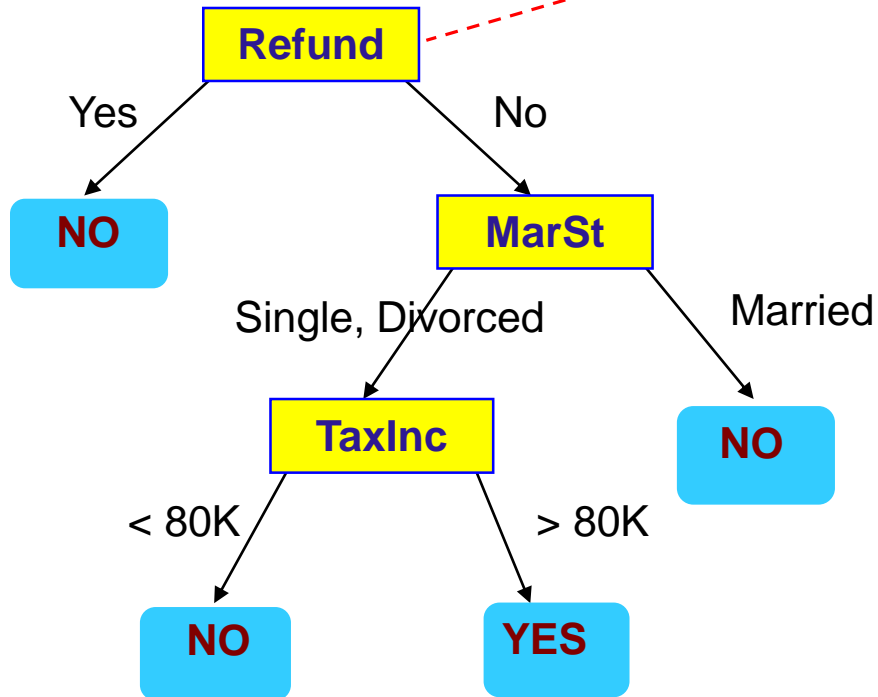 Refund
Yes
No
NO
MarSt
Single, Divorced
Married
TaxInc
NO
< 80K
> 80K
NO
YES